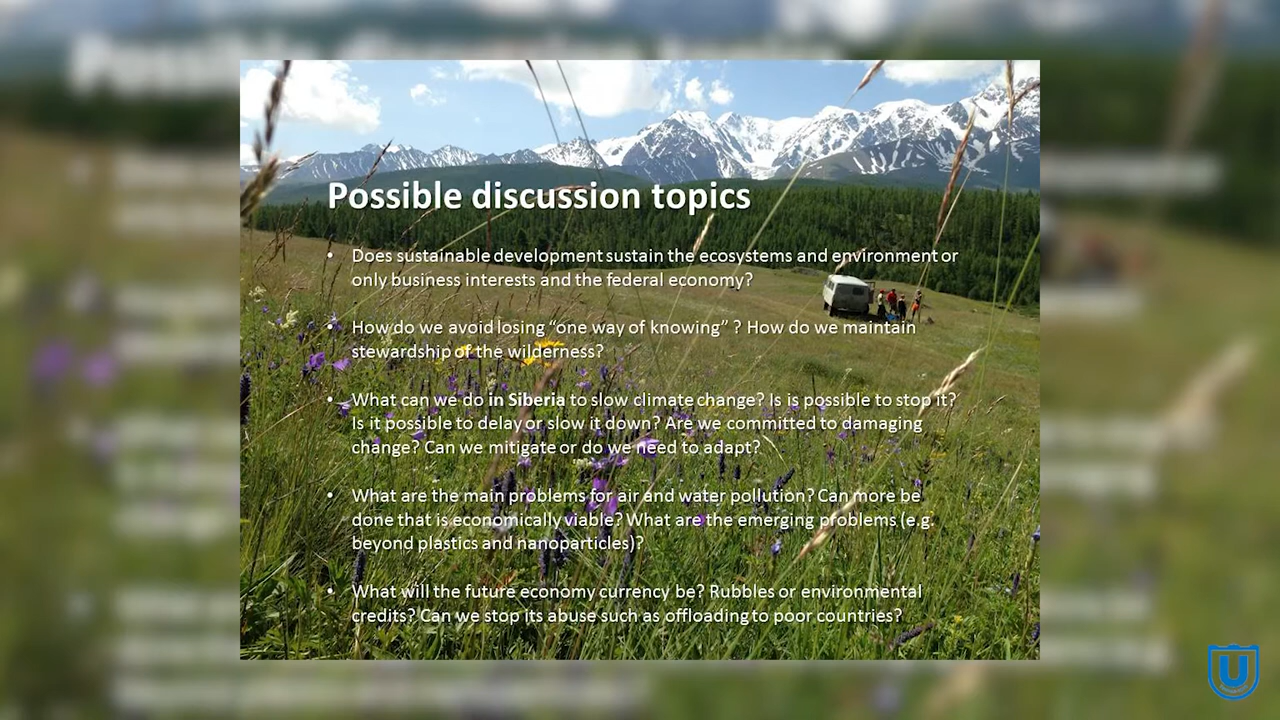 Possible discussion topics
• Does sustainable development sustain the ecosystems and environment or
only business interests and the federal economy?
• How do we avoid losing “one way of knowing” ? How do we maintain
stewardship of the wilderness?
• What can we do in Siberia to slow climate change? Is is possible to stop it?
Is it possible to delay or slow it down? Are we committed to damaging
change? Can we mitigate or do we need to adapt?
• What are the main problems for air and water pollution? Can more be
done that is economically viable? What are the emerging problems (e.g.
beyond plastics and nanoparticles)?
• What will the future economy currency be? Rubbles or environmental
credits? Can we stop its abuse such as offloading to poor countries?
U